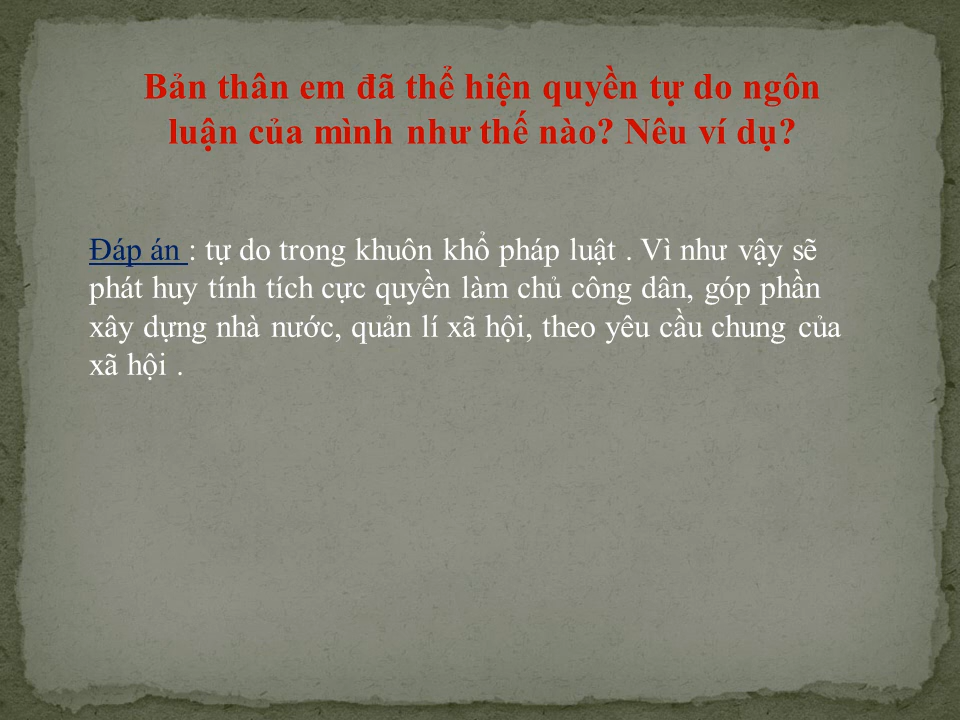 Bản thân em đã thể hiện quyền tự do ngôn
luận của mình như thế nào? Nêu ví dụ?
Đáp án : tự do trong khuôn khổ pháp luật . Vì như vậy sẽ
phát huy tính tích cực quyền làm chủ công dân, góp phần
xây dựng nhà nước, quản lí xã hội, theo yêu cầu chung của
xã hội .